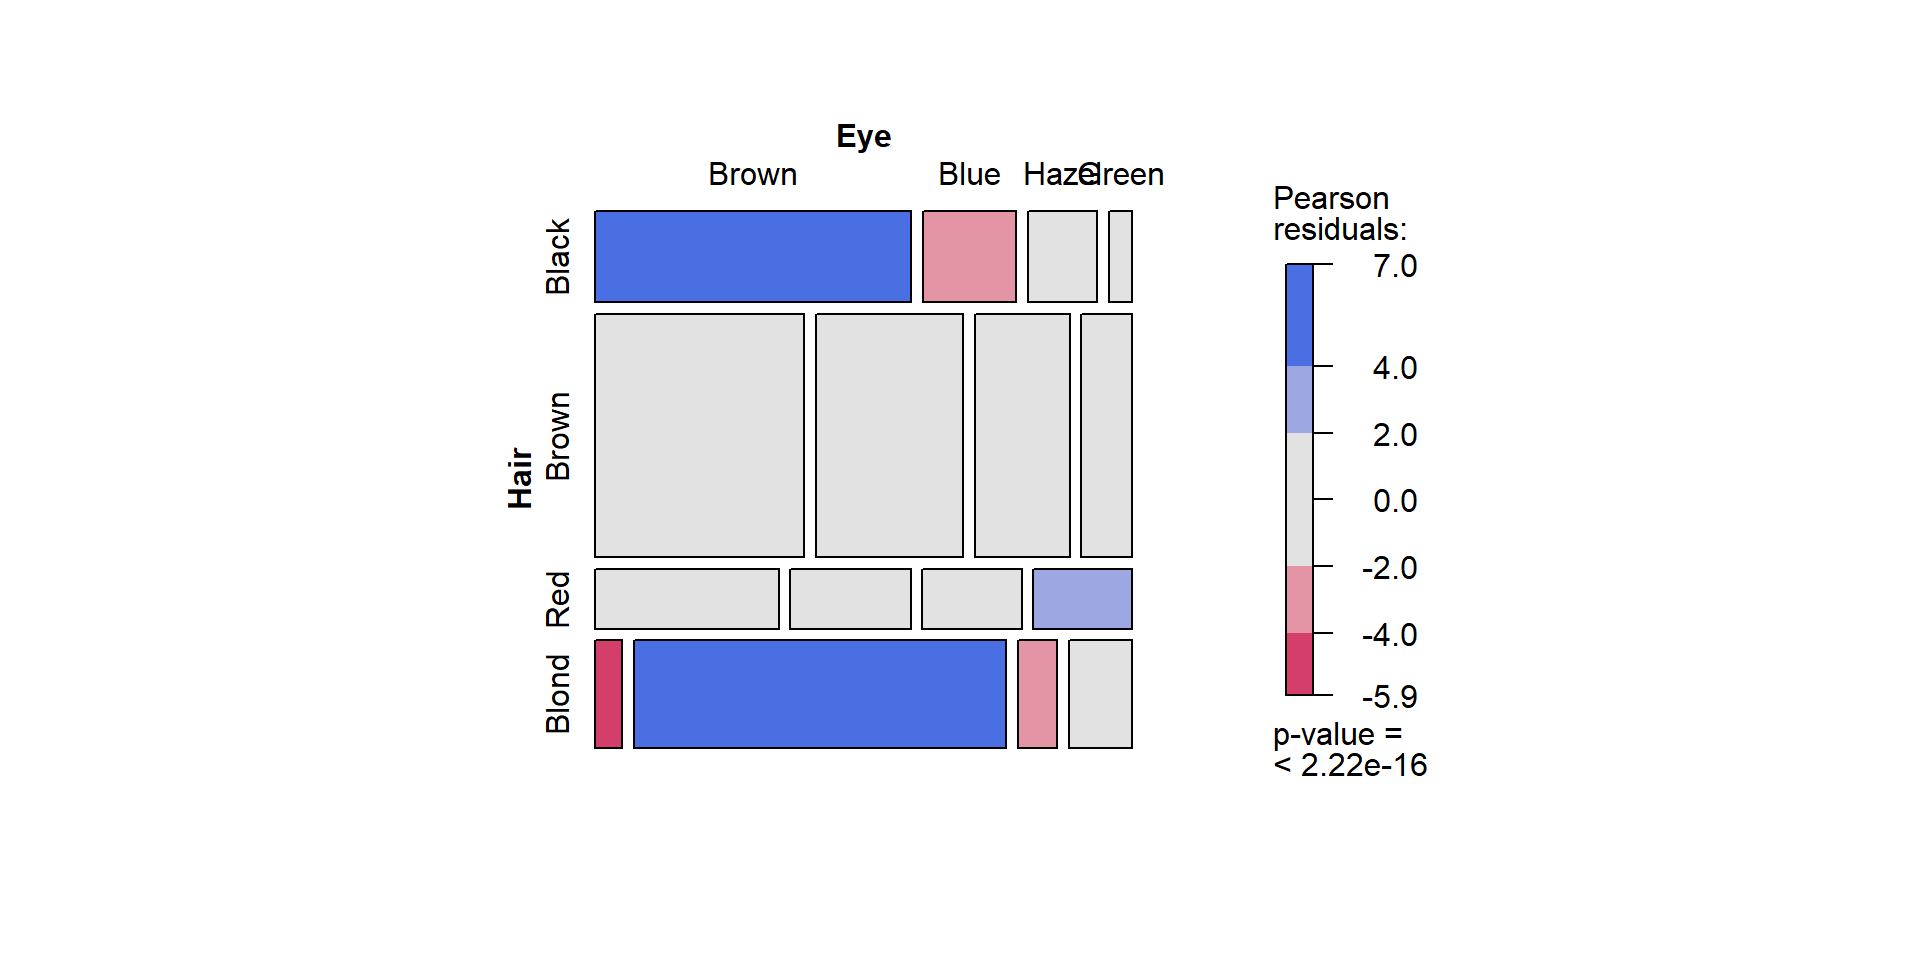 Eye
Brown Blue Hazel Green
Hair
Black
Brown
Red
Blond
Pearson
residuals:
7.0
4.0
2.0
0.0
-2.0
-4.0
-5.9
p-value =
< 2.22e-16